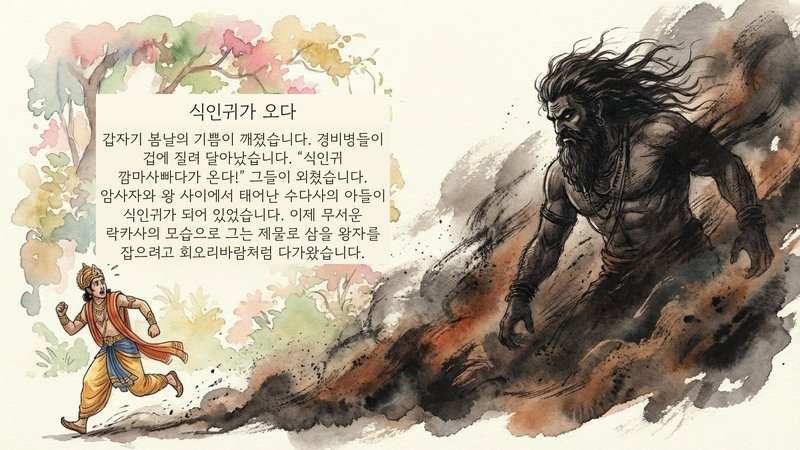 식인귀가 오다
갑자기 봄날의 기쁨이 깨졌습니다. 경비병들이
겁에 질려 달아났습니다. “식인귀
깜마사빠다가 온다!” 그들이 외쳤습니다.
암사자와 왕 사이에서 태어난 수다사의 아들이
식인귀가 되어 있었습니다. 이제 무서운
락카사의 모습으로 그는 제물로 삼을 왕자를
잡으려고 회오리바람처럼 다가왔습니다.